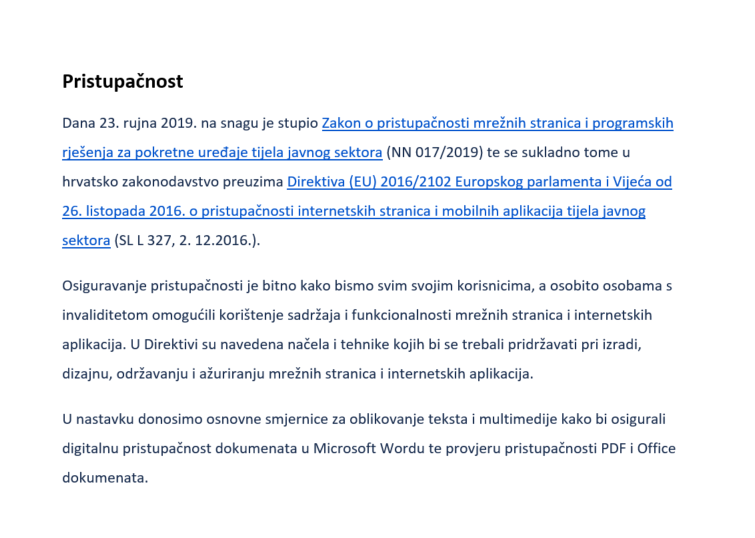 Pristupačnost
Dana 23. rujna 2019. na snagu je stupio Zakon o pristupačnosti mrežnih stranica i programskih
rješenja za pokretne uređaje tijela javnog sektora (NN 017/2019) te se sukladno tome u
hrvatsko zakonodavstvo preuzima Direktiva (EU) 2016/2102 Europskog parlamenta i Vijeća od
26. listopada 2016. o pristupačnosti internetskih stranica i mobilnih aplikacija tijela javnog
sektora (SL L 327, 2. 12.2016.).
Osiguravanje pristupačnosti je bitno kako bismo svim svojim korisnicima, a osobito osobama s
invaliditetom omogućili korištenje sadržaja i funkcionalnosti mrežnih stranica i internetskih
aplikacija. U Direktivi su navedena načela i tehnike kojih bi se trebali pridržavati pri izradi,
dizajnu, održavanju i ažuriranju mrežnih stranica i internetskih aplikacija.
U nastavku donosimo osnovne smjernice za oblikovanje teksta i multimedije kako bi osigurali
digitalnu pristupačnost dokumenata u Microsoft Wordu te provjeru pristupačnosti PDF i Office
dokumenata.